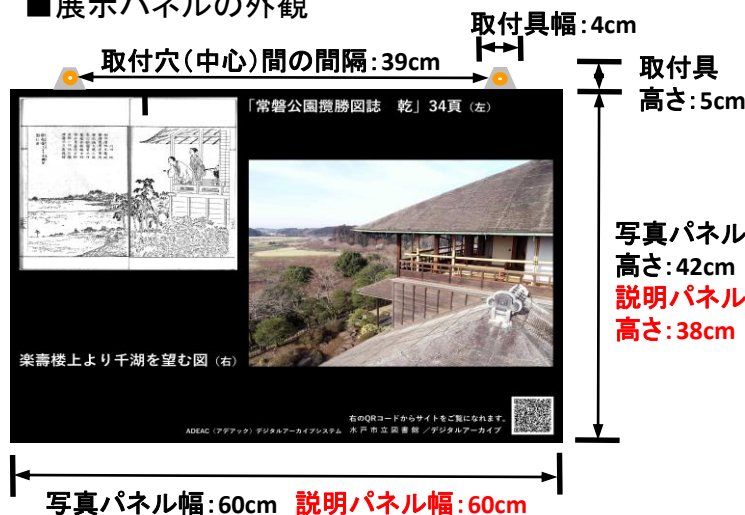 ■展示パネルの外観
取付具幅:4cm
取付穴(中心)間の間隔:39cm
取付具
高さ:5cm
「常磐公園攬勝図誌　乾」34頁（左）
写真パネル
高さ:42cm
説明パネル
高さ:38cm
楽壽楼上より千湖を望む図（右）
右のQRコードからサイトをご覧になれます。
ADEAC（アデアック）デジタルアーカイブシステム　水戸市立図書館／デジタルアーカイブ
写真パネル幅:60cm 説明パネル幅:60cm